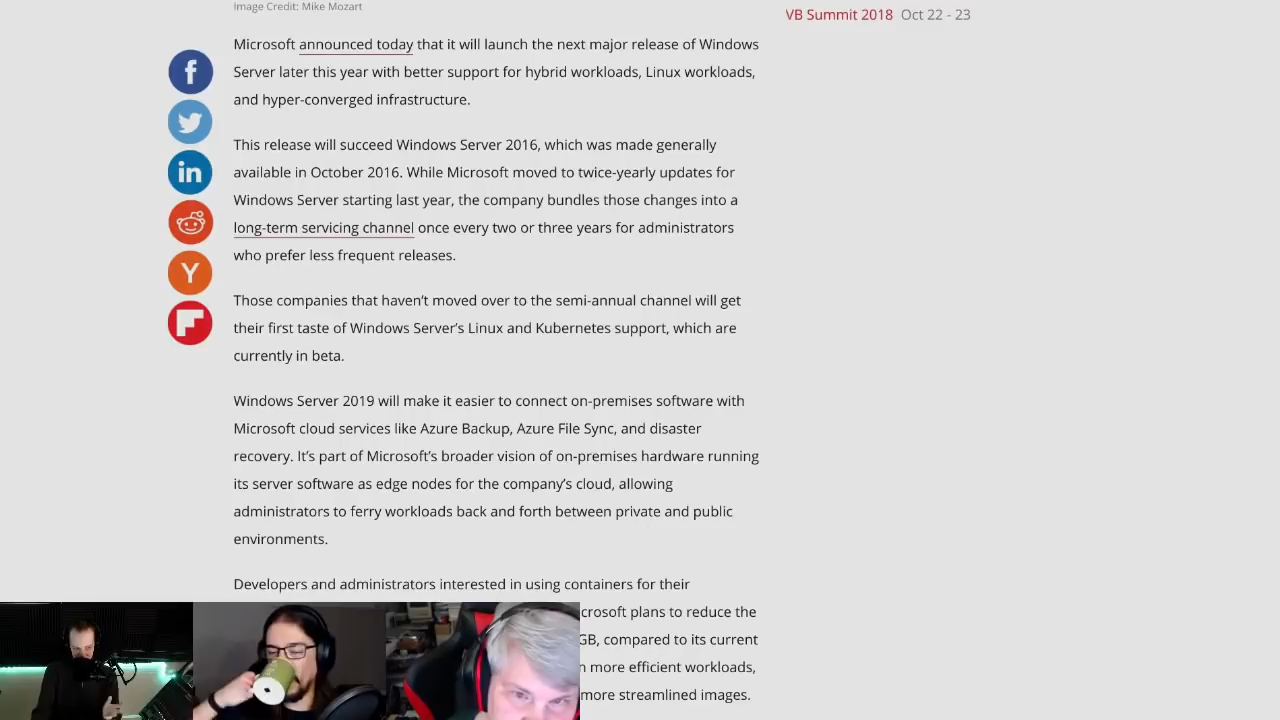 Image Credit: Mike Mozart
VB Summit 2018 Oct 22 - 23
Microsoft announced today that it will launch the next major release of Windows
Server later this year with better support for hybrid workloads, Linux workloads,
and hyper-converged infrastructure.
This release will succeed Windows Server 2016, which was made generally
available in October 2016. While Microsoft moved to twice-yearly updates for
Windows Server starting last year, the company bundles those changes into a
long-term servicing channel once every two or three years for administrators
who prefer less frequent releases.
Those companies that haven't moved over to the semi-annual channel will get
their first taste of Windows Server's Linux and Kubernetes support, which are
currently in beta.
Windows Server 2019 will make it easier to connect on-premises software with
Microsoft cloud services like Azure Backup, Azure File Sync, and disaster
recovery. It's part of Microsoft's broader vision of on-premises hardware running
its server software as edge nodes for the company's cloud, allowing
administrators to ferry workloads back and forth between private and public
environments.
Developers and administrators interested in using containers for their
crosoft plans to reduce the
GB, compared to its current
more efficient workloads,
more streamlined images.